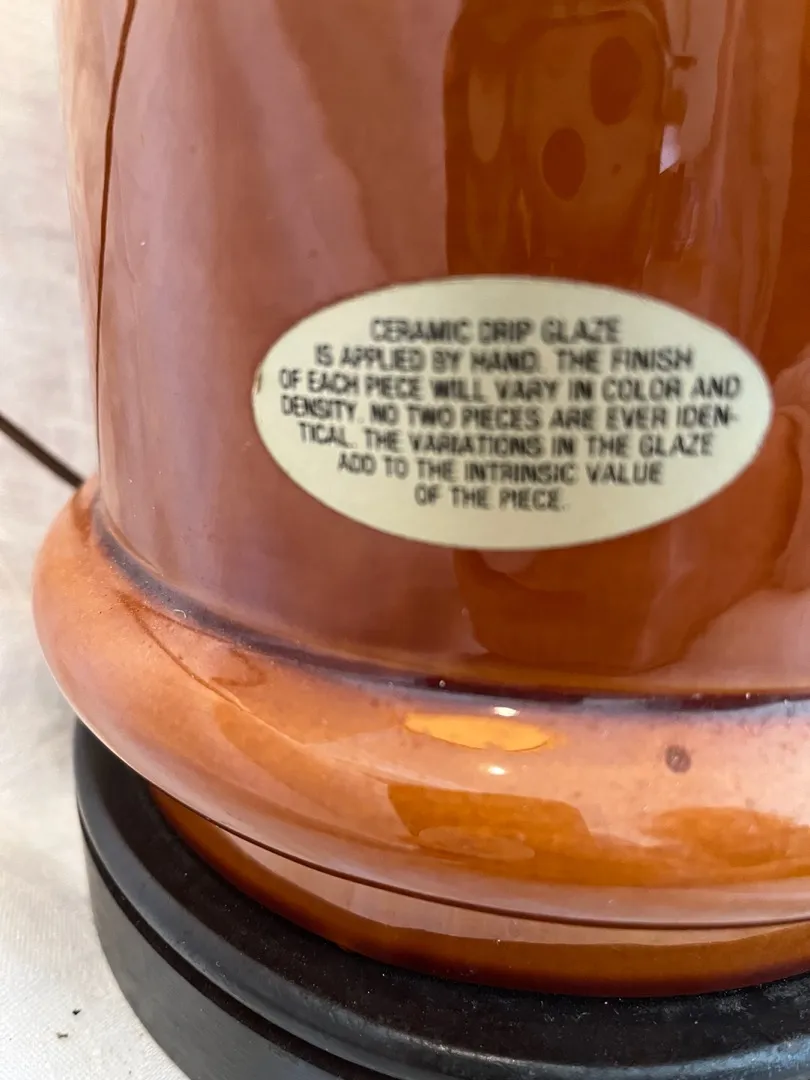 CERAMIC DRIP GLAZE
IS APPLIED BY HAND. THE FINISH
OF EACH PIECE WILL VARY IN COLOR AND
DENSITY. NO TWO PIECES ARE EVER IDEN-
TICAL. THE VARIATIONS IN THE GLAZE
ADD TO THE INTRINSIC VALUE
OF THE PIECE.